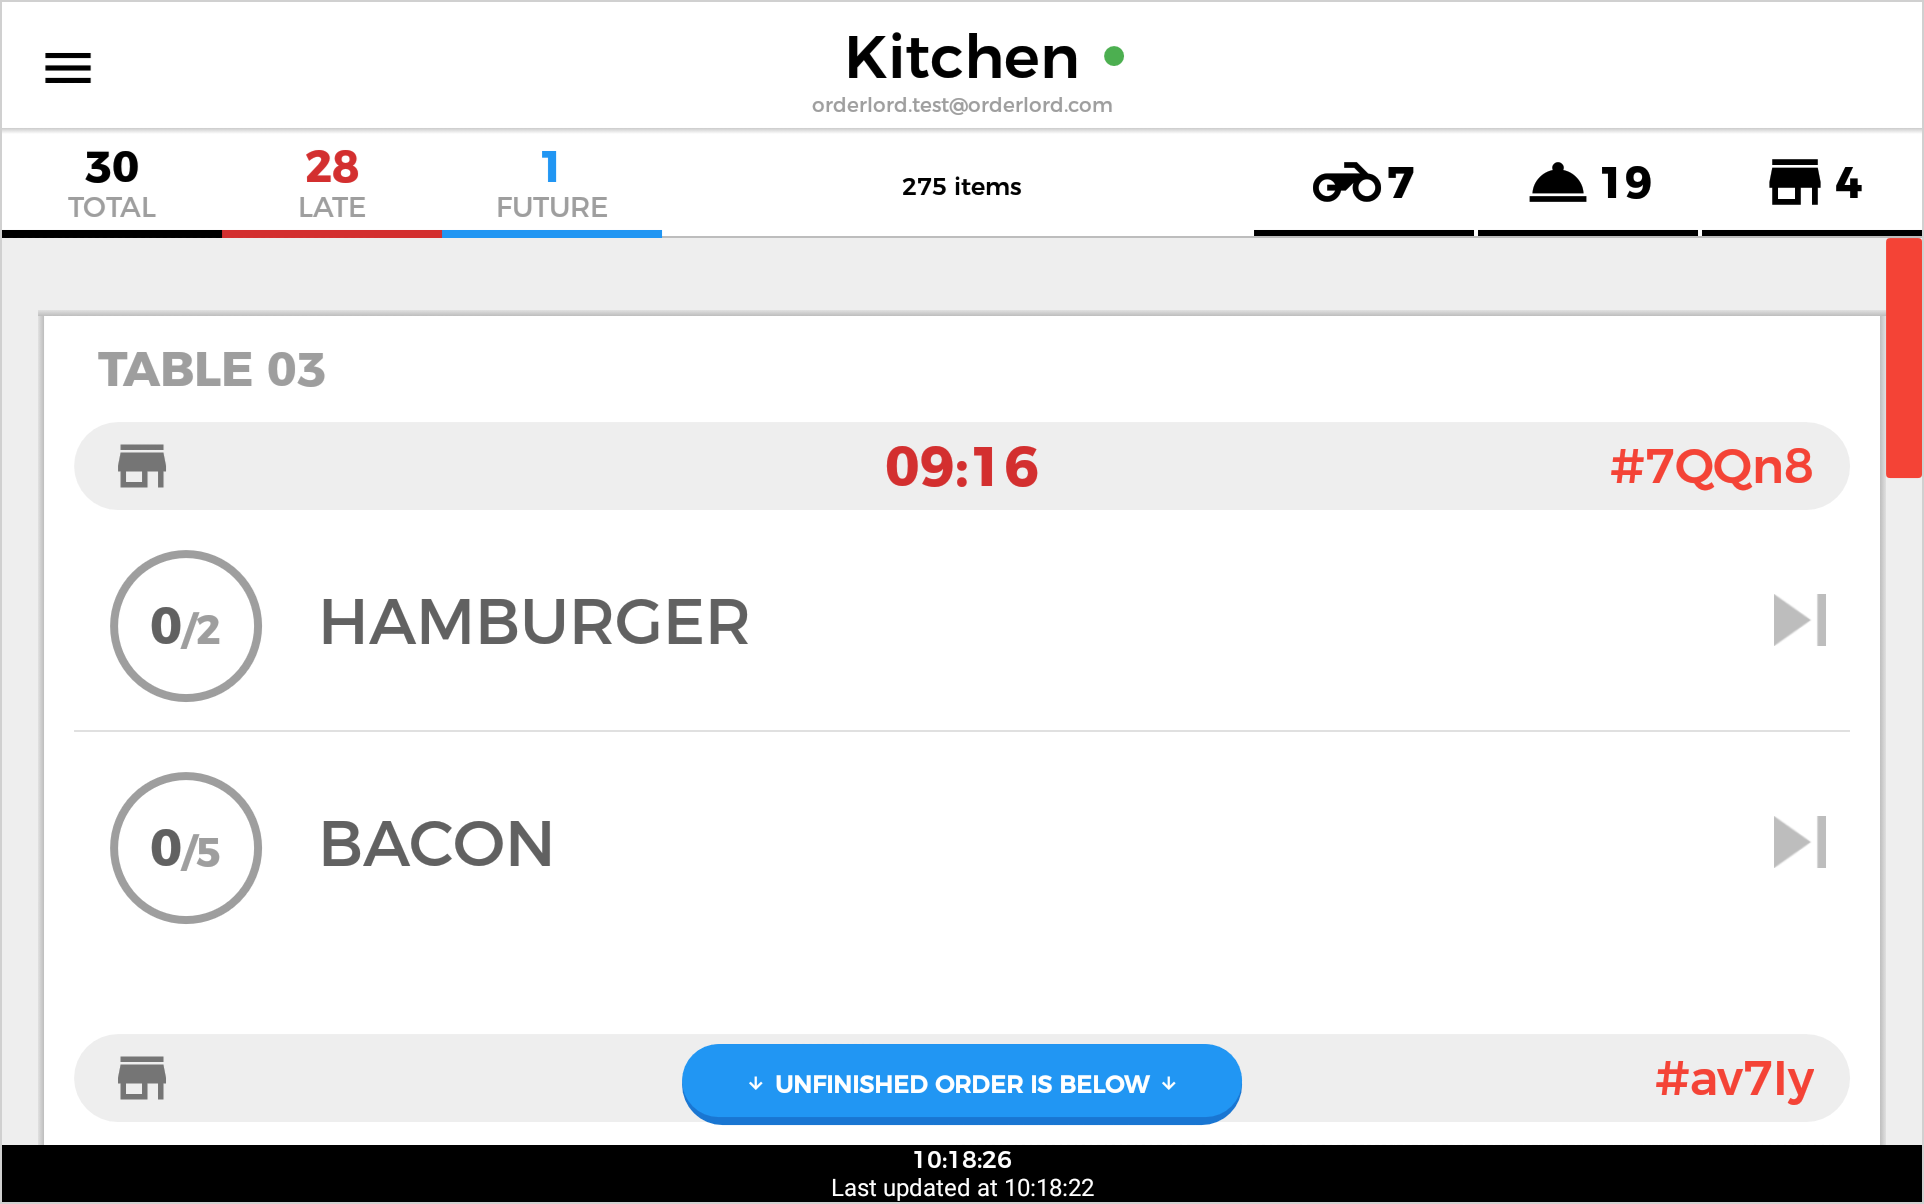 Kitchen
orderlord.test@orderlord.com
30 28 1
TOTAL LATE FUTURE
275 items
7 19 4
TABLE 03
09:16 #7QQn8
0/2 HAMBURGER
0/5 BACON
↓ UNFINISHED ORDER IS BELOW ↓
#av7ly
10:18:26
Last updated at 10:18:22